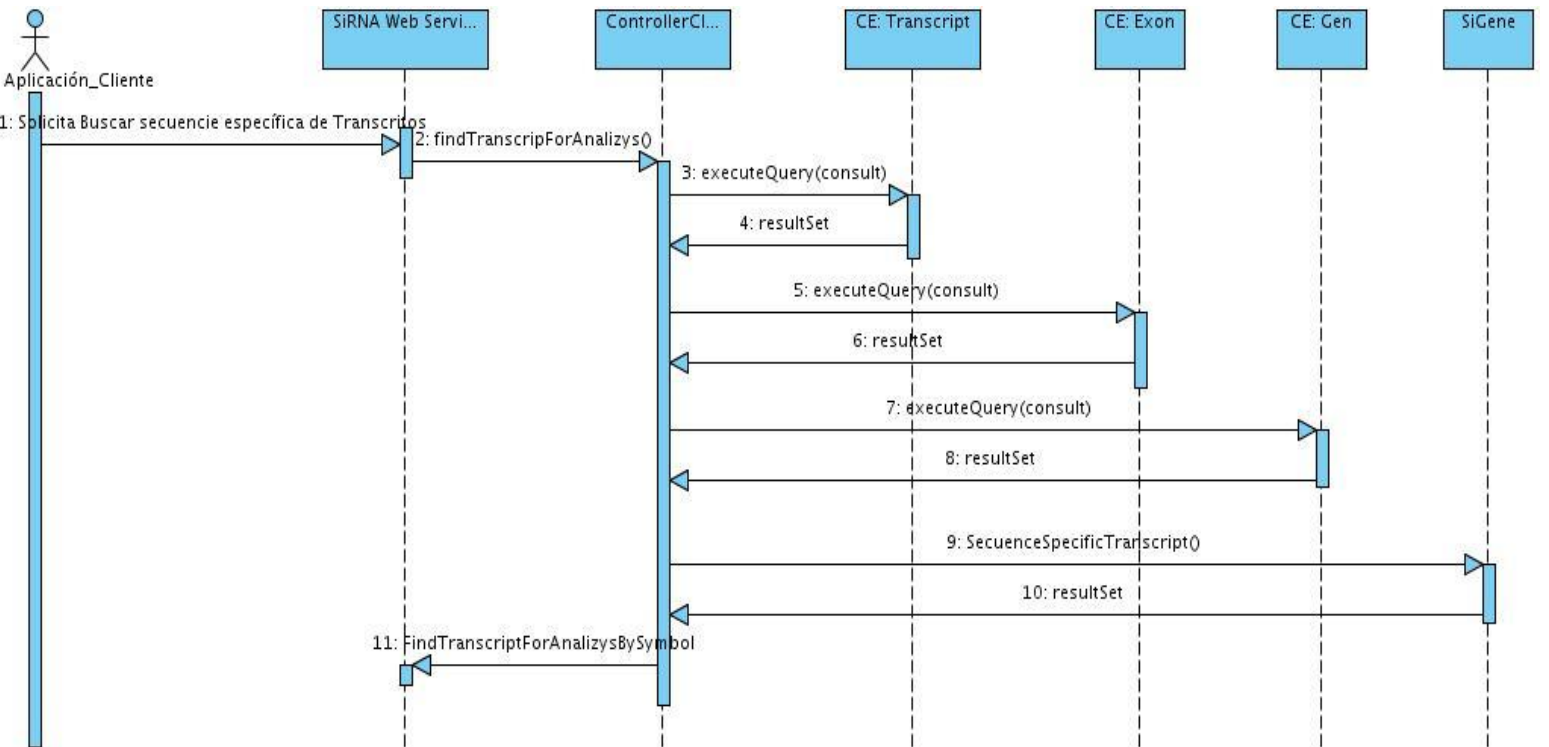 SiRNA Web Servi...
ControllerCl...
CE: Transcript
CE: Exon
CE: Gen
SiGene
Aplicación_Cliente
1: Solicita Buscar secuencie específica de Transcritos
2: findTranscripForAnalizys()
3: executeQuery(consult)
4: resultSet
5: executeQuery(consult)
6: resultSet
7: executeQuery(consult)
8: resultSet
9: SecuenceSpecificTranscript()
10: resultSet
11: FindTranscriptForAnalizysBySymbol